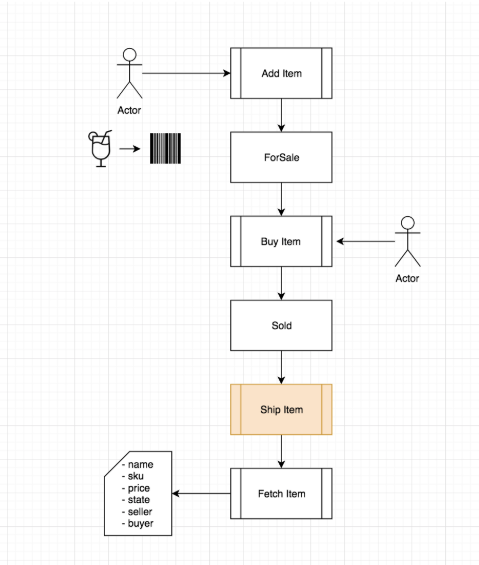 Add Item
Actor
ForSale
Buy Item
Actor
Sold
Ship Item
Fetch Item
- name
- sku
- price
- state
- seller
- buyer